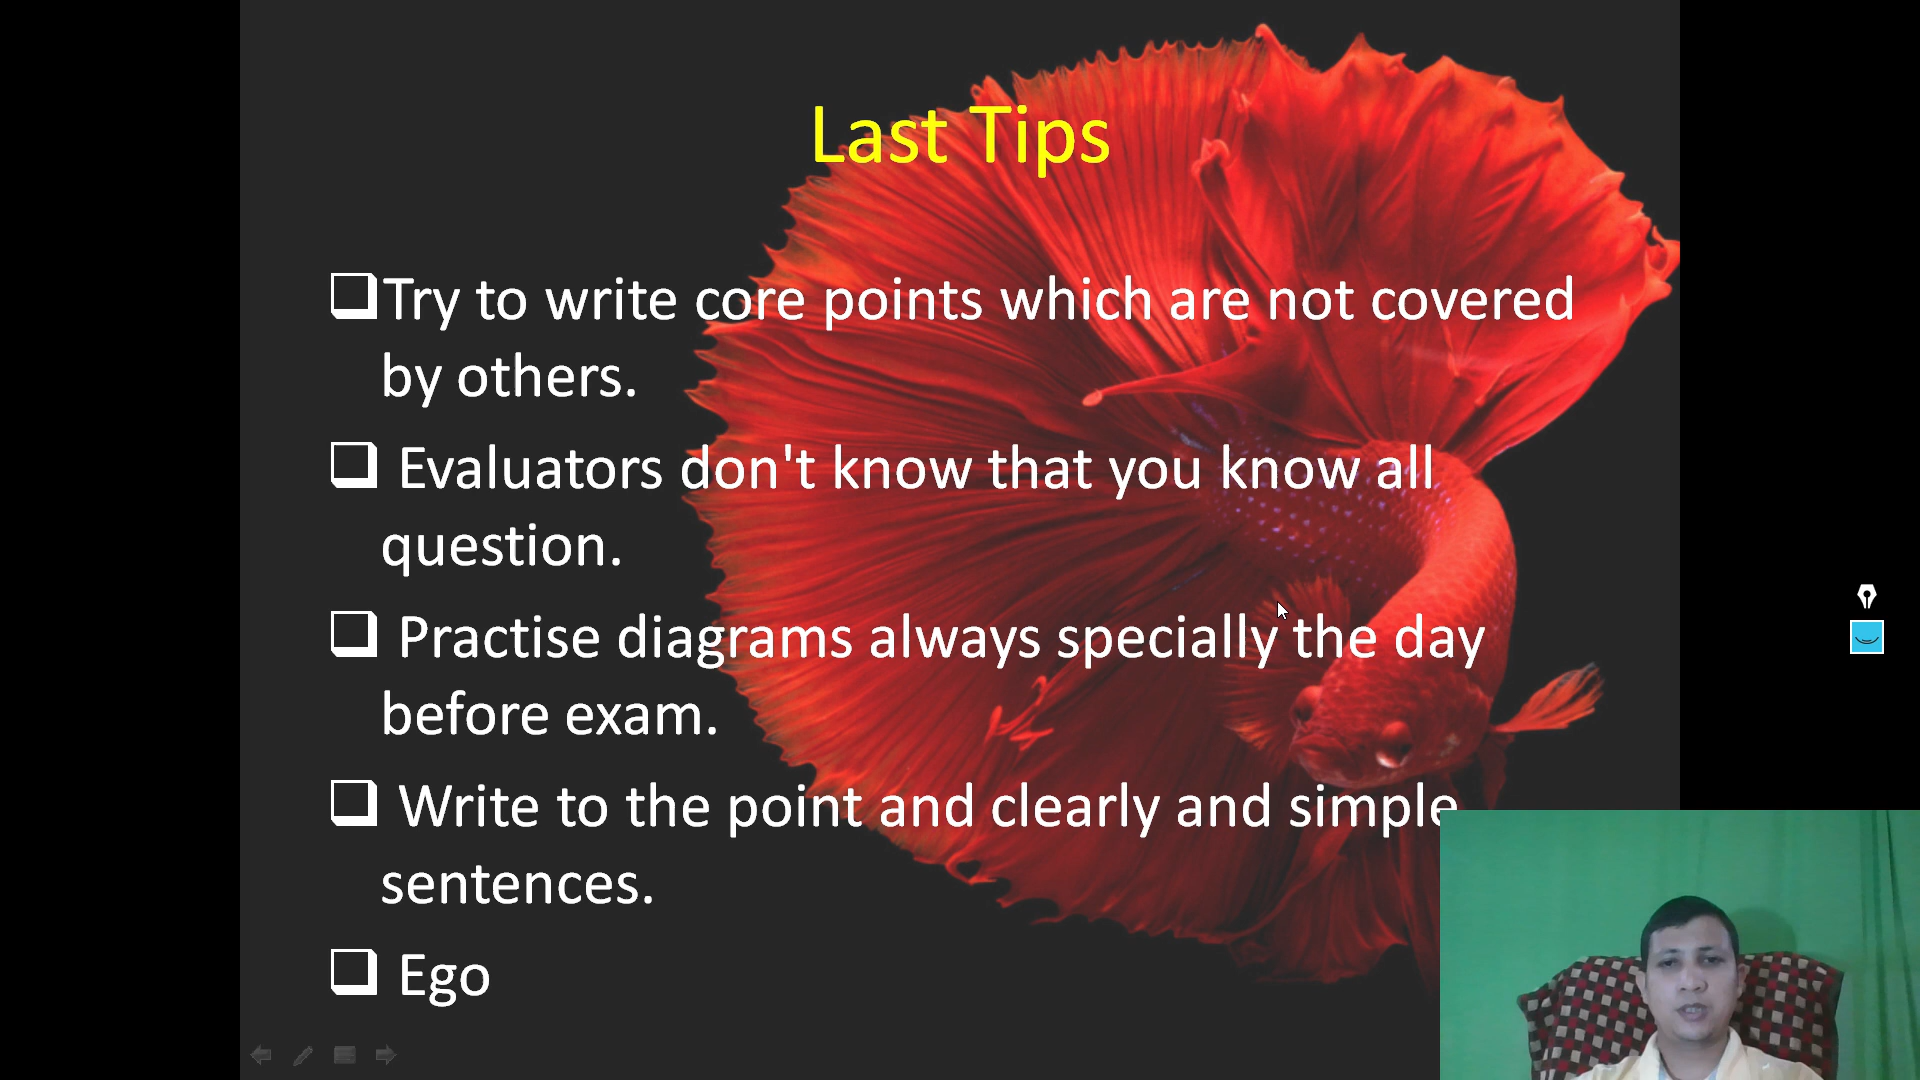 Last Tips
Try to write core points which are not covered
by others.
Evaluators don't know that you know all
question.
Practise diagrams always specially the day
before exam.
Write to the point and clearly and simple
sentences.
Ego